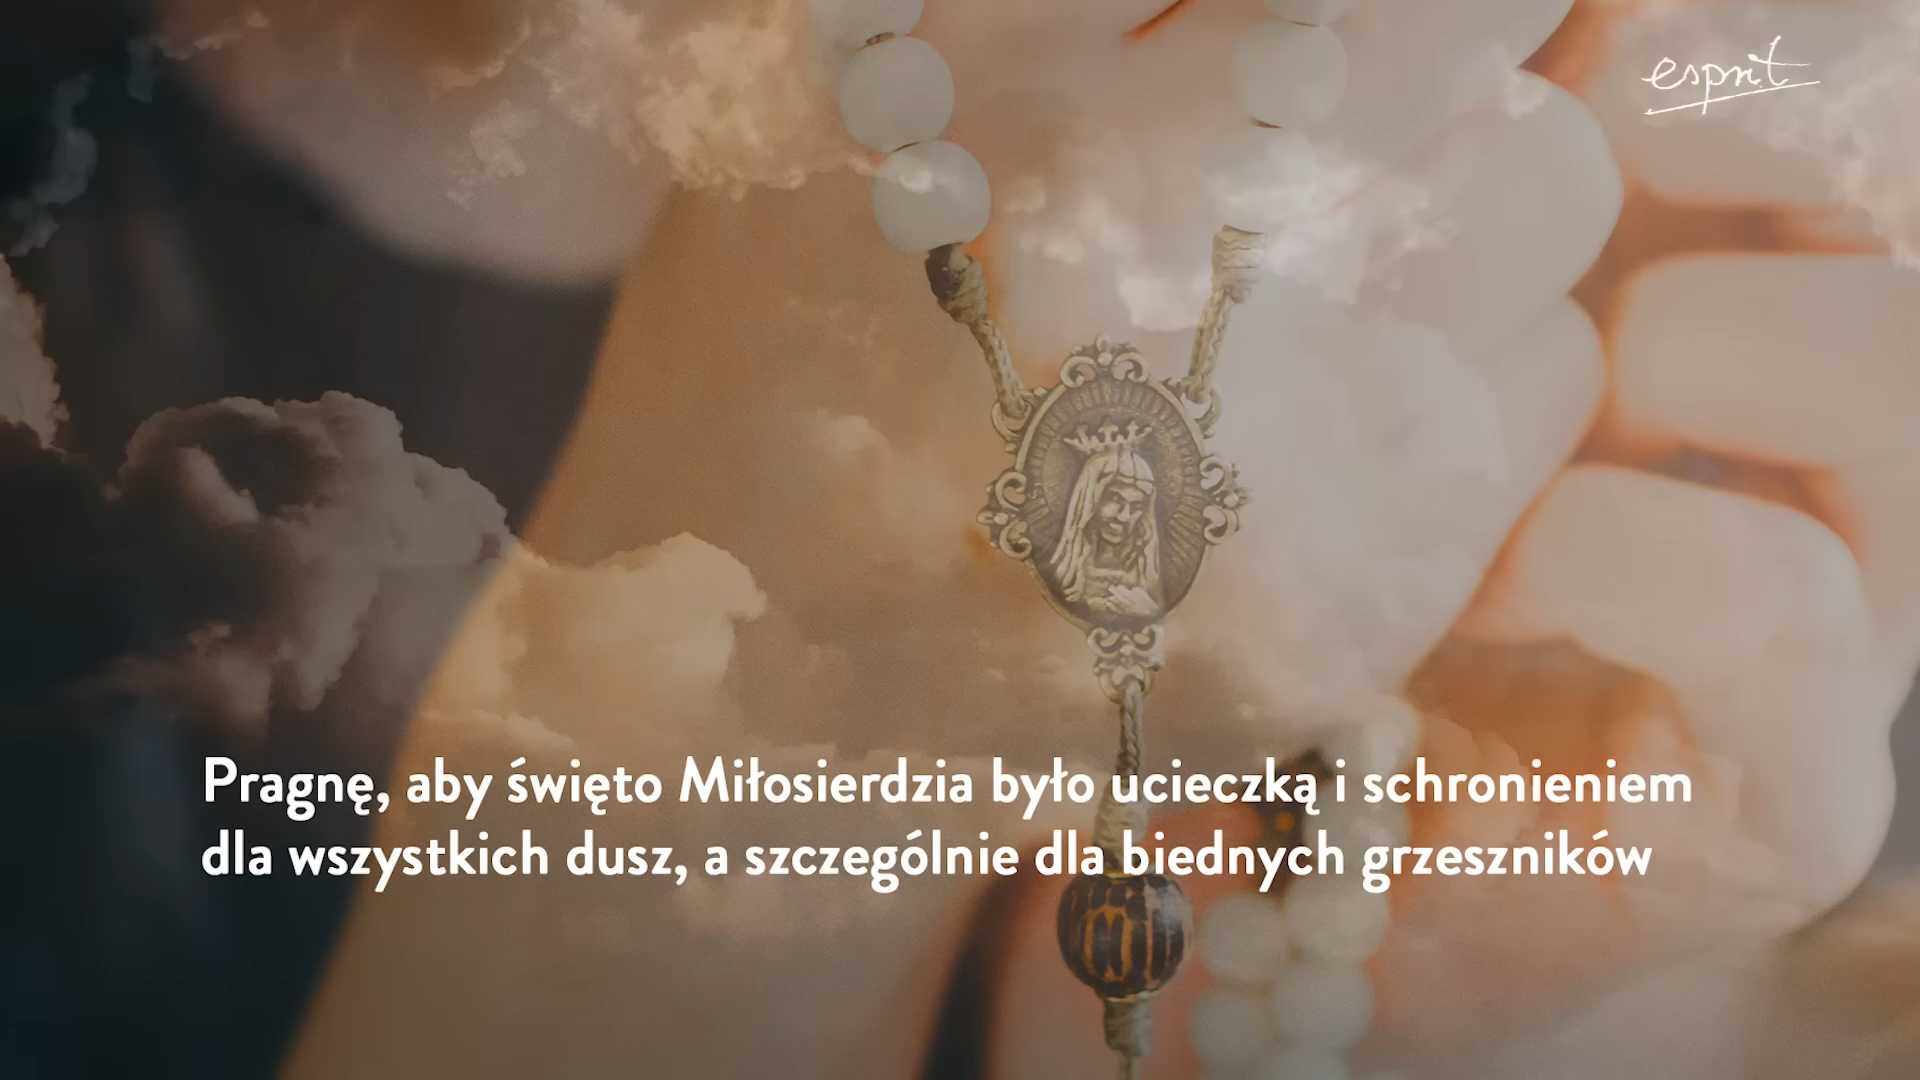 esprit
Pragnę, aby święto Miłosierdzia było ucieczką i schronieniem
dla wszystkich dusz, a szczególnie dla biednych grzeszników